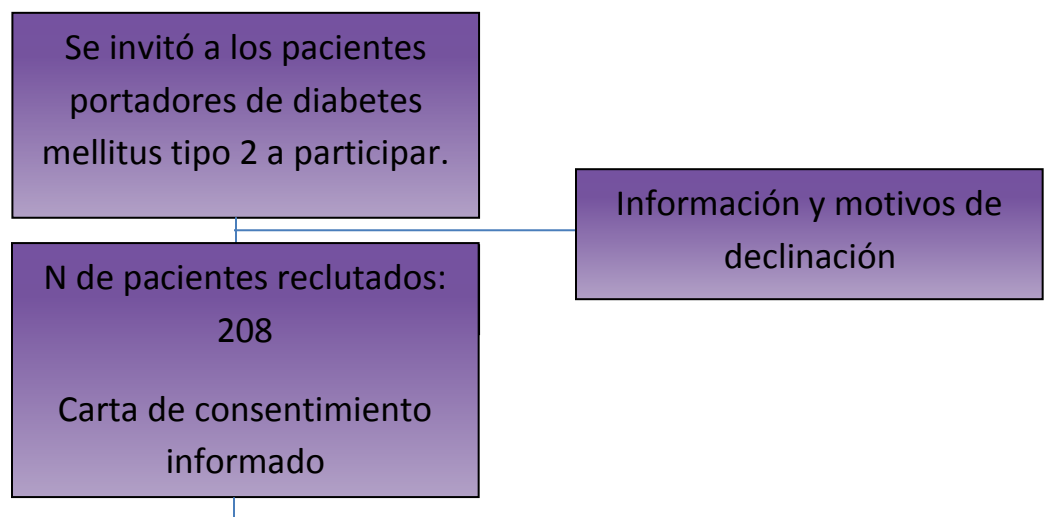 Se invitó a los pacientes
portadores de diabetes
mellitus tipo 2 a participar.
Información y motivos de
declinación
N de pacientes reclutados:
208
Carta de consentimiento
informado